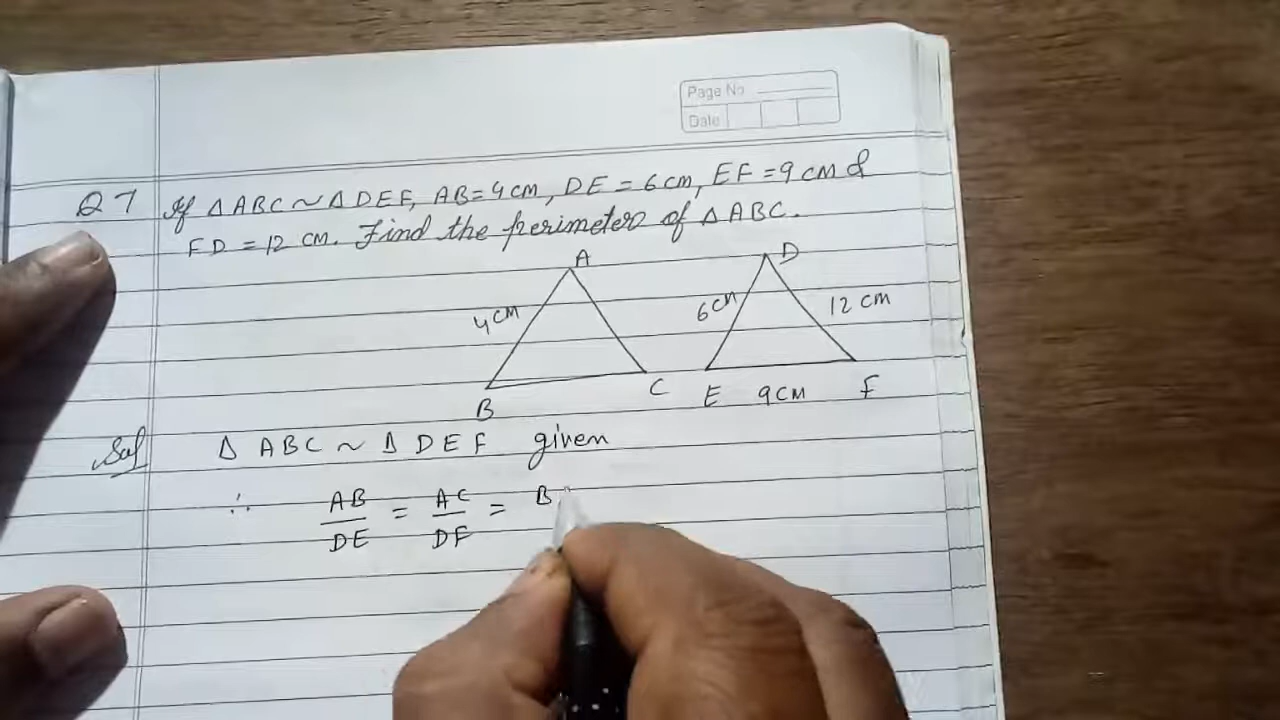 Page No
Date
Q 7 If Δ ABC ~ Δ DEF, AB = 4 cm, DE = 6 cm, EF = 9 cm &
FD = 12 cm. Find the perimeter of Δ ABC.
A
D
4 cm
6 cm
12 cm
B
C
E
9 cm
F
Sol Δ ABC ~ Δ DEF given
∴ AB/DE = AC/DF = B